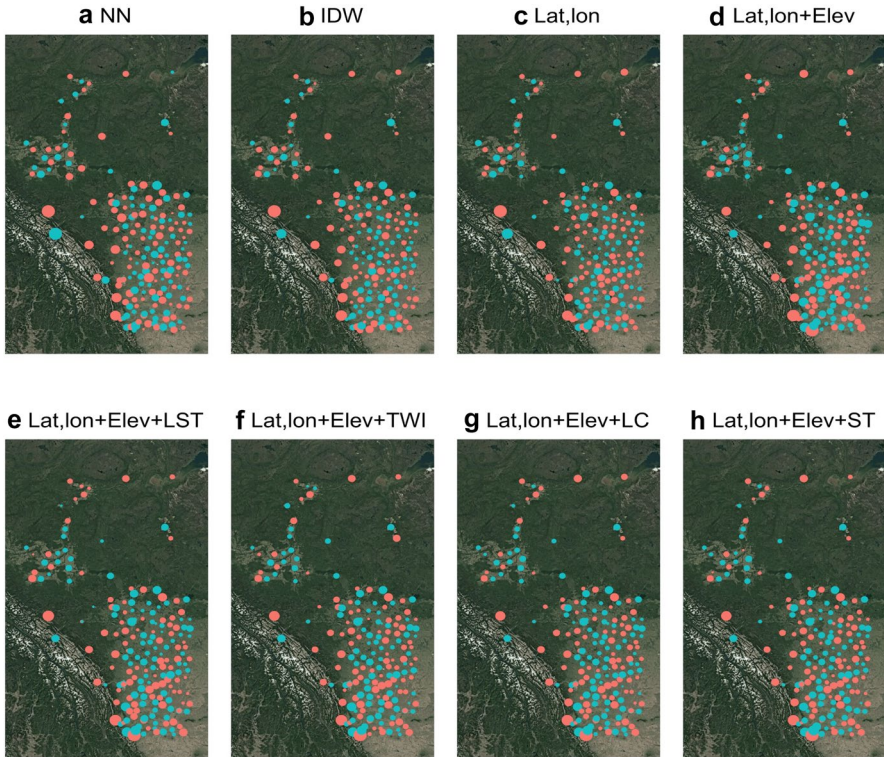 a NN
b IDW
c Lat,lon
d Lat,lon+Elev
e Lat,lon+Elev+LST
f Lat,lon+Elev+TWI
g Lat,lon+Elev+LC
h Lat,lon+Elev+ST